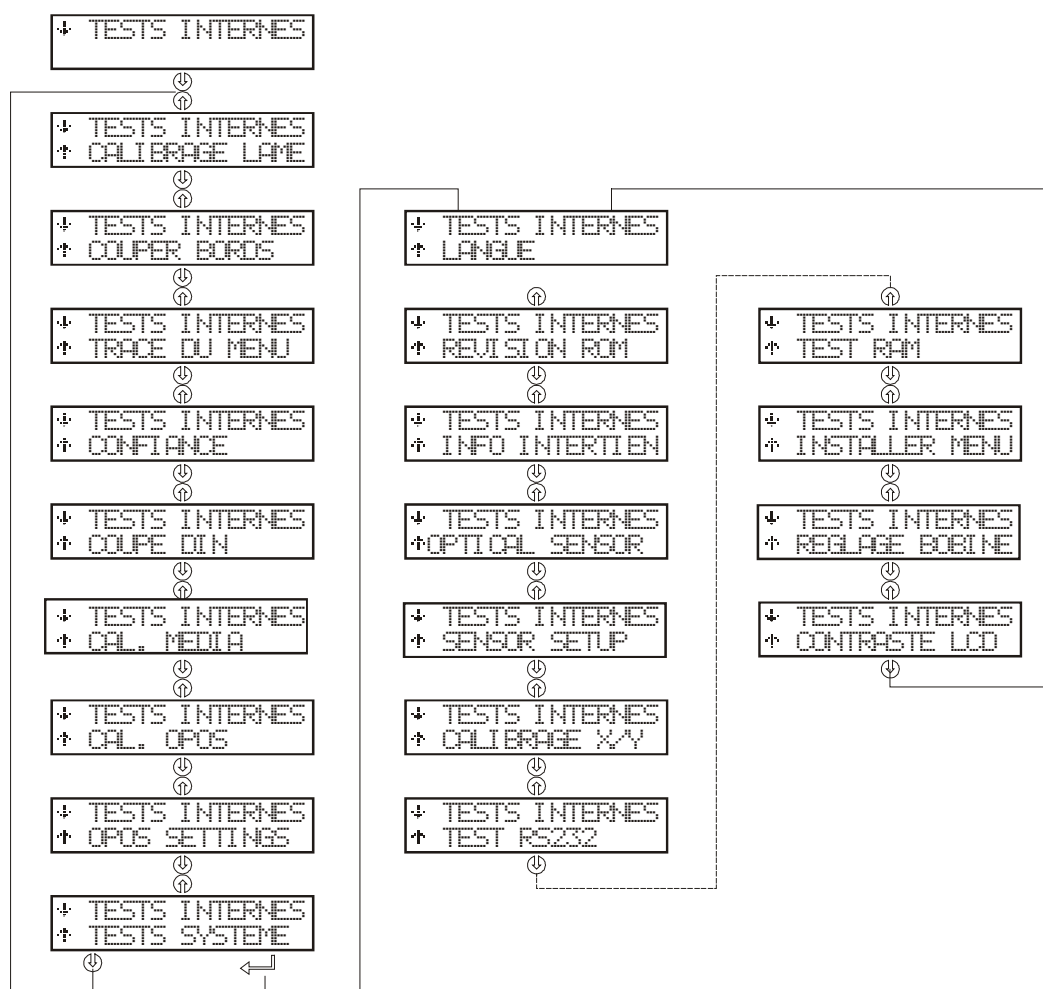 TESTS INTERNES
TESTS INTERNES
CALIBRAGE LAME
TESTS INTERNES
COUPER BORDS
TESTS INTERNES
TRACE DU MENU
TESTS INTERNES
CONFIANCE
TESTS INTERNES
COUPE DIN
TESTS INTERNES
CAL. MEDIA
TESTS INTERNES
CAL. OPOS
TESTS INTERNES
OPOS SETTINGS
TESTS INTERNES
TESTS SYSTEME
TESTS INTERNES
LANGUE
TESTS INTERNES
REVISION ROM
TESTS INTERNES
INFO INTERTIEN
TESTS INTERNES
OPTICAL SENSOR
TESTS INTERNES
SENSOR SETUP
TESTS INTERNES
CALIBRAGE X/Y
TESTS INTERNES
TEST RS232
TESTS INTERNES
TEST RAM
TESTS INTERNES
INSTALLER MENU
TESTS INTERNES
REGLAGE BOBINE
TESTS INTERNES
CONTRASTE LCD